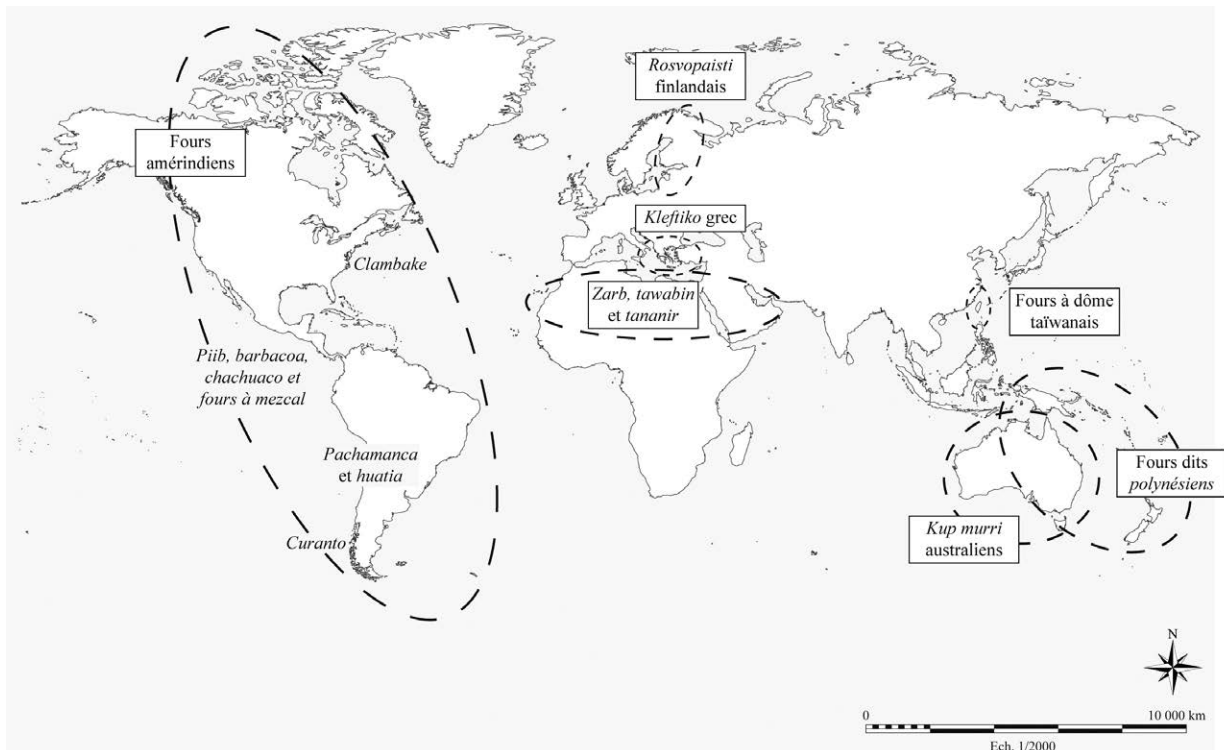 Rosvopaisti
finlandais
Fours
amérindiens
Kleftiko grec
Clambake
Zarb, tawabin
et tananir
Fours à dôme
taïwanais
Piib, barbacoa,
chachuaco et
fours à mezcal
Pachamanca
et huatia
Fours dits
polynésiens
Curanto
Kup murri
australiens
N
0
10 000 km
Ech. 1/2000